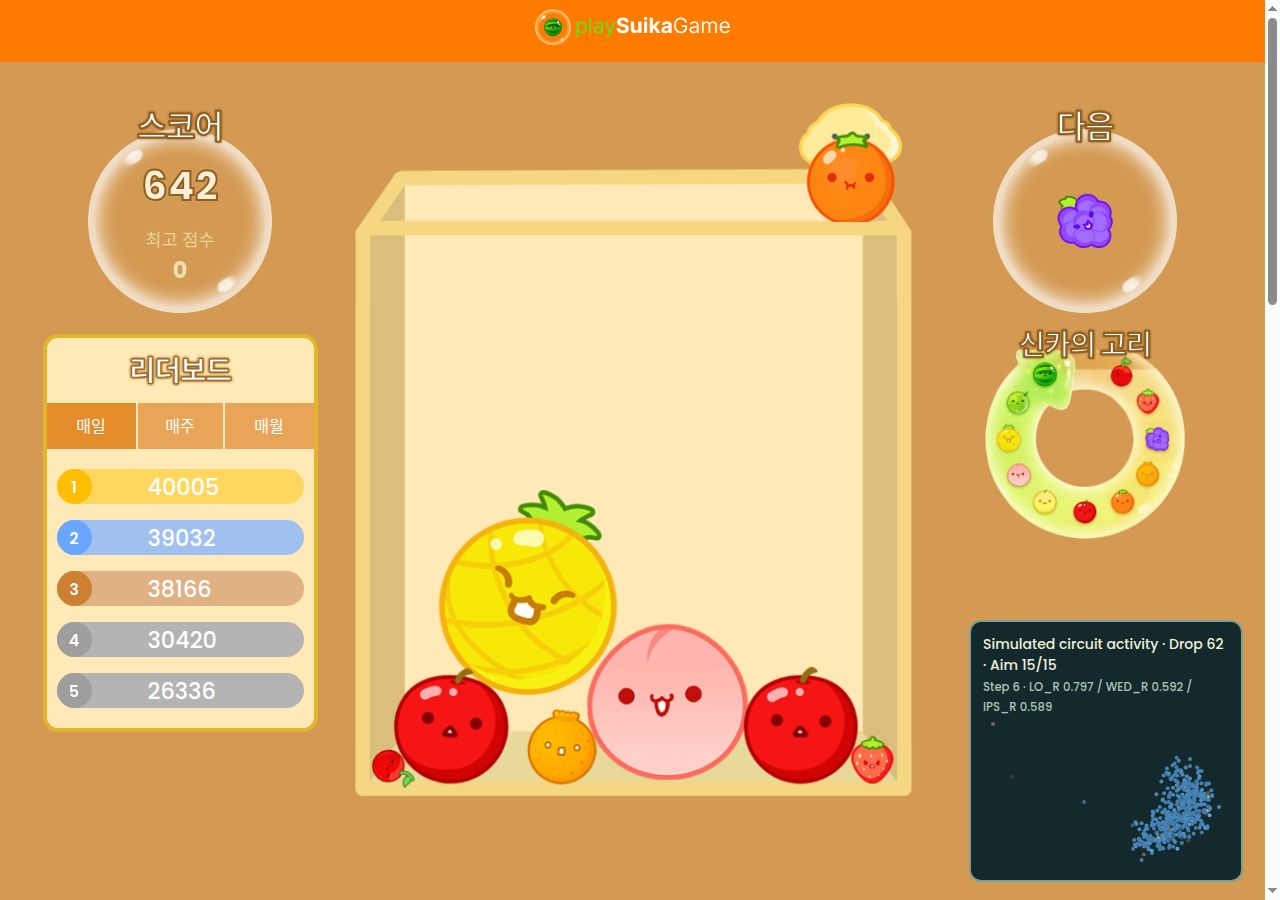 playSuikaGame
스코어
642
최고 점수
0
다음
신카의 고리
리더보드
매일 매주 매월
1 40005
2 39032
3 38166
4 30420
5 26336
Simulated circuit activity · Drop 62
· Aim 15/15
Step 6 · LO_R 0.797 / WED_R 0.592 /
IPS_R 0.589